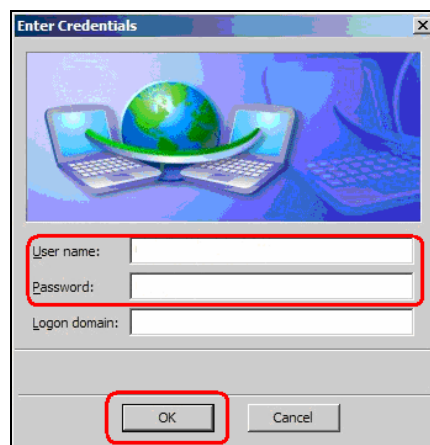 Enter Credentials
User name:
Password:
Logon domain:
OK Cancel